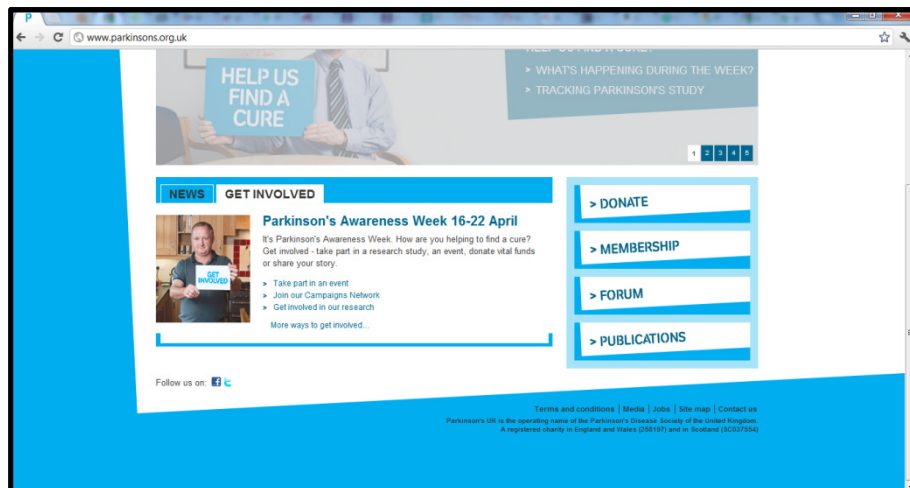 P
www.parkinsons.org.uk
HELP US FIND A CURE?
> WHAT'S HAPPENING DURING THE WEEK?
> TRACKING PARKINSON'S STUDY
HELP US
FIND A
CURE
1 2 3 4 5
NEWS GET INVOLVED
Parkinson's Awareness Week 16-22 April
It's Parkinson's Awareness Week. How are you helping to find a cure?
Get involved - take part in a research study, an event, donate vital funds
or share your story.
GET
INVOLVED
» Take part in an event
» Join our Campaigns Network
» Get involved in our research
More ways to get involved...
> DONATE
> MEMBERSHIP
> FORUM
> PUBLICATIONS
Follow us on:
Terms and conditions | Media | Jobs | Site map | Contact us
Parkinson's UK is the operating name of the Parkinson's Disease Society of the United Kingdom.
A registered charity in England and Wales (258197) and in Scotland (SC037554)